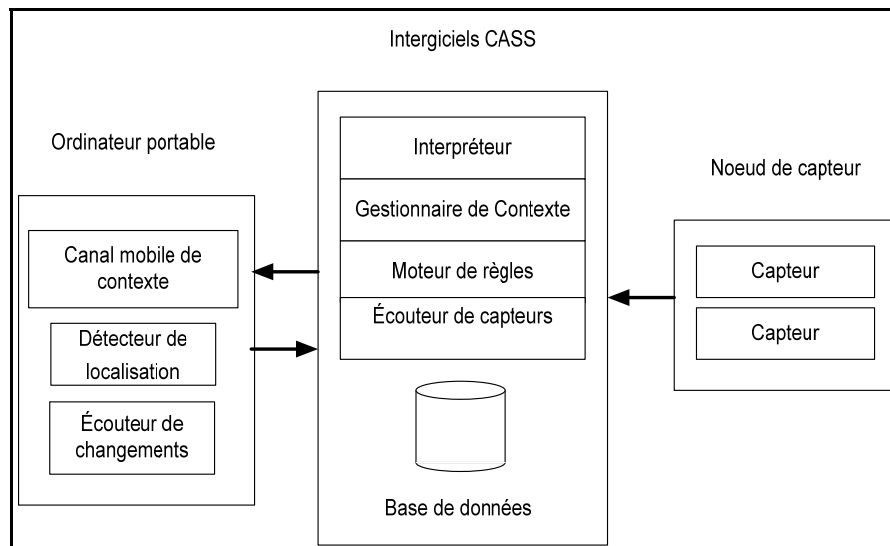 Intergiciels CASS
Ordinateur portable
Canal mobile de
contexte
Détecteur de
localisation
Écouteur de
changements
Interpréteur
Gestionnaire de Contexte
Moteur de règles
Écouteur de capteurs
Base de données
Noeud de capteur
Capteur
Capteur